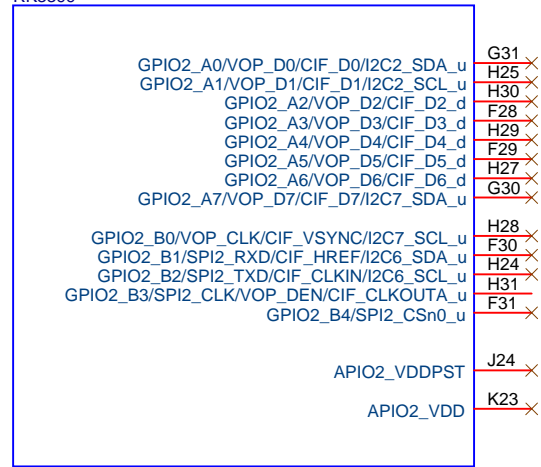 GPIO2_A0/VOP_D0/CIF_D0/I2C2_SDA_u G31
GPIO2_A1/VOP_D1/CIF_D1/I2C2_SCL_u H25
GPIO2_A2/VOP_D2/CIF_D2_d H30
GPIO2_A3/VOP_D3/CIF_D3_d F28
GPIO2_A4/VOP_D4/CIF_D4_d H29
GPIO2_A5/VOP_D5/CIF_D5_d F29
GPIO2_A6/VOP_D6/CIF_D6_d H27
GPIO2_A7/VOP_D7/CIF_D7/I2C7_SDA_u G30
GPIO2_B0/VOP_CLK/CIF_VSYNC/I2C7_SCL_u H28
GPIO2_B1/SPI2_RXD/CIF_HREF/I2C6_SDA_u F30
GPIO2_B2/SPI2_TXD/CIF_CLKIN/I2C6_SCL_u H24
GPIO2_B3/SPI2_CLK/VOP_DEN/CIF_CLKOUTA_u H31
GPIO2_B4/SPI2_CSn0_u F31
APIO2_VDDPST J24
APIO2_VDD K23